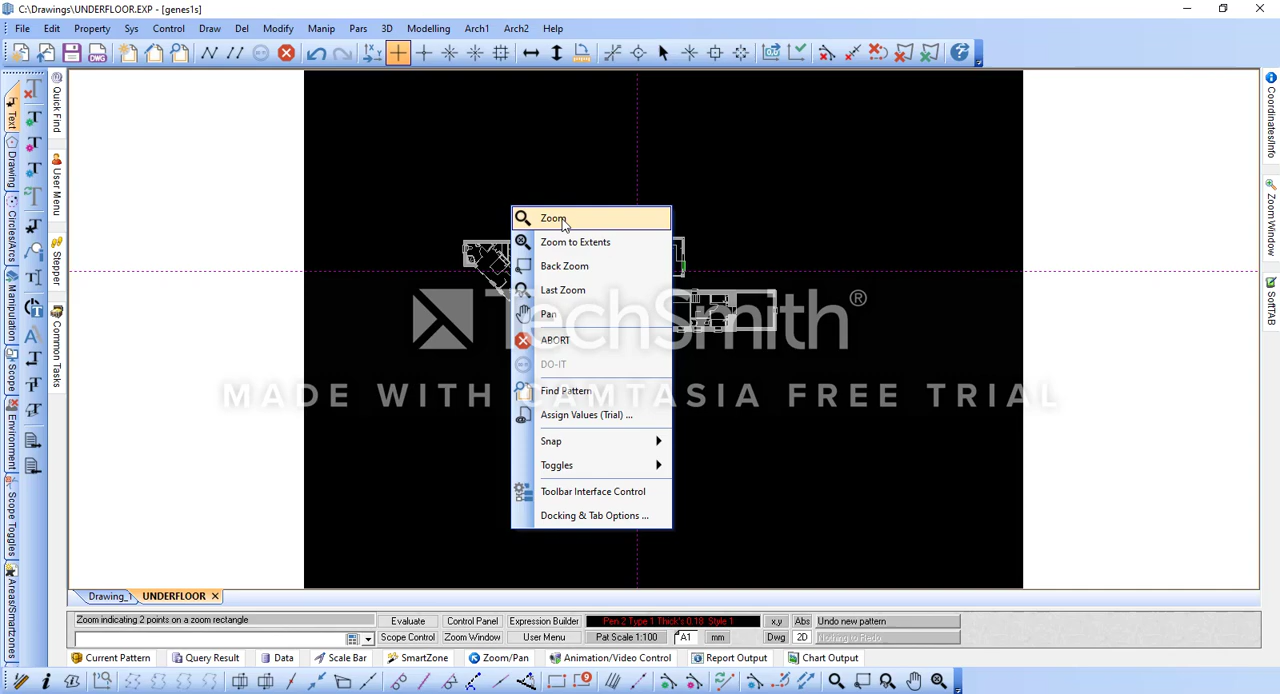 C:\Drawings\UNDERFLOOR.EXP - [genes1s]
File Edit Property Sys Control Draw Del Modify Manip Pars 3D Modelling Arch1 Arch2 Help
Text
Drawing
Circles/Arcs
Manipulation
Scope
Environment
Scope Toggles
Areas/Smartzones
Quick Find
User Menu
Stepper
Common Tasks
Coordinates/Info
Zoom Window
SoftTAB
Zoom
Zoom to Extents
Back Zoom
Last Zoom
Pan
ABORT
DO-IT
Find Pattern
Assign Values (Trial) ...
Snap
Toggles
Toolbar Interface Control
Docking & Tab Options ...
TechSmith®
MADE WITH CAMTASIA FREE TRIAL
Drawing_1 UNDERFLOOR
Zoom indicating 2 points on a zoom rectangle Evaluate Control Panel Expression Builder Pen 2 Type 1 Thick's 0.18 Style 1 x,y Abs Undo new pattern
Scope Control Zoom Window User Menu Pat Scale 1:100 A1 mm Dwg 2D Nothing to Redo
Current Pattern Query Result Data Scale Bar SmartZone Zoom/Pan Animation/Video Control Report Output Chart Output